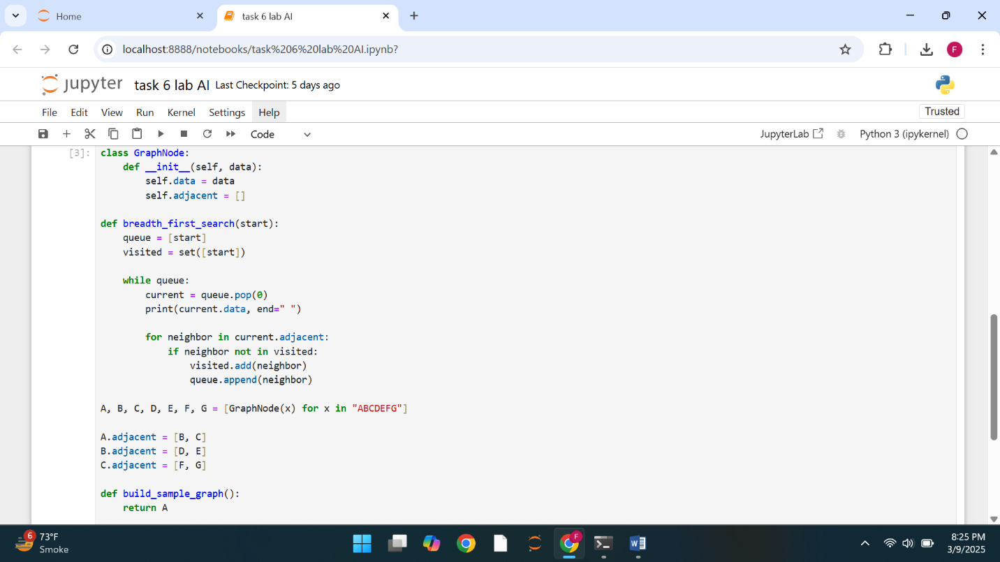 Home
task 6 lab AI
localhost:8888/notebooks/task%206%20lab%20AI.ipynb?
F
jupyter task 6 lab AI Last Checkpoint: 5 days ago
File Edit View Run Kernel Settings Help
Trusted
Code
JupyterLab
Python 3 (ipykernel)
[3]: class GraphNode:
    def __init__(self, data):
        self.data = data
        self.adjacent = []
def breadth_first_search(start):
    queue = [start]
    visited = set([start])
    while queue:
        current = queue.pop(0)
        print(current.data, end=" ")
        for neighbor in current.adjacent:
            if neighbor not in visited:
                visited.add(neighbor)
                queue.append(neighbor)
A, B, C, D, E, F, G = [GraphNode(x) for x in "ABCDEFG"]
A.adjacent = [B, C]
B.adjacent = [D, E]
C.adjacent = [F, G]
def build_sample_graph():
    return A
6
73°F
Smoke
F
W
8:25 PM
3/9/2025